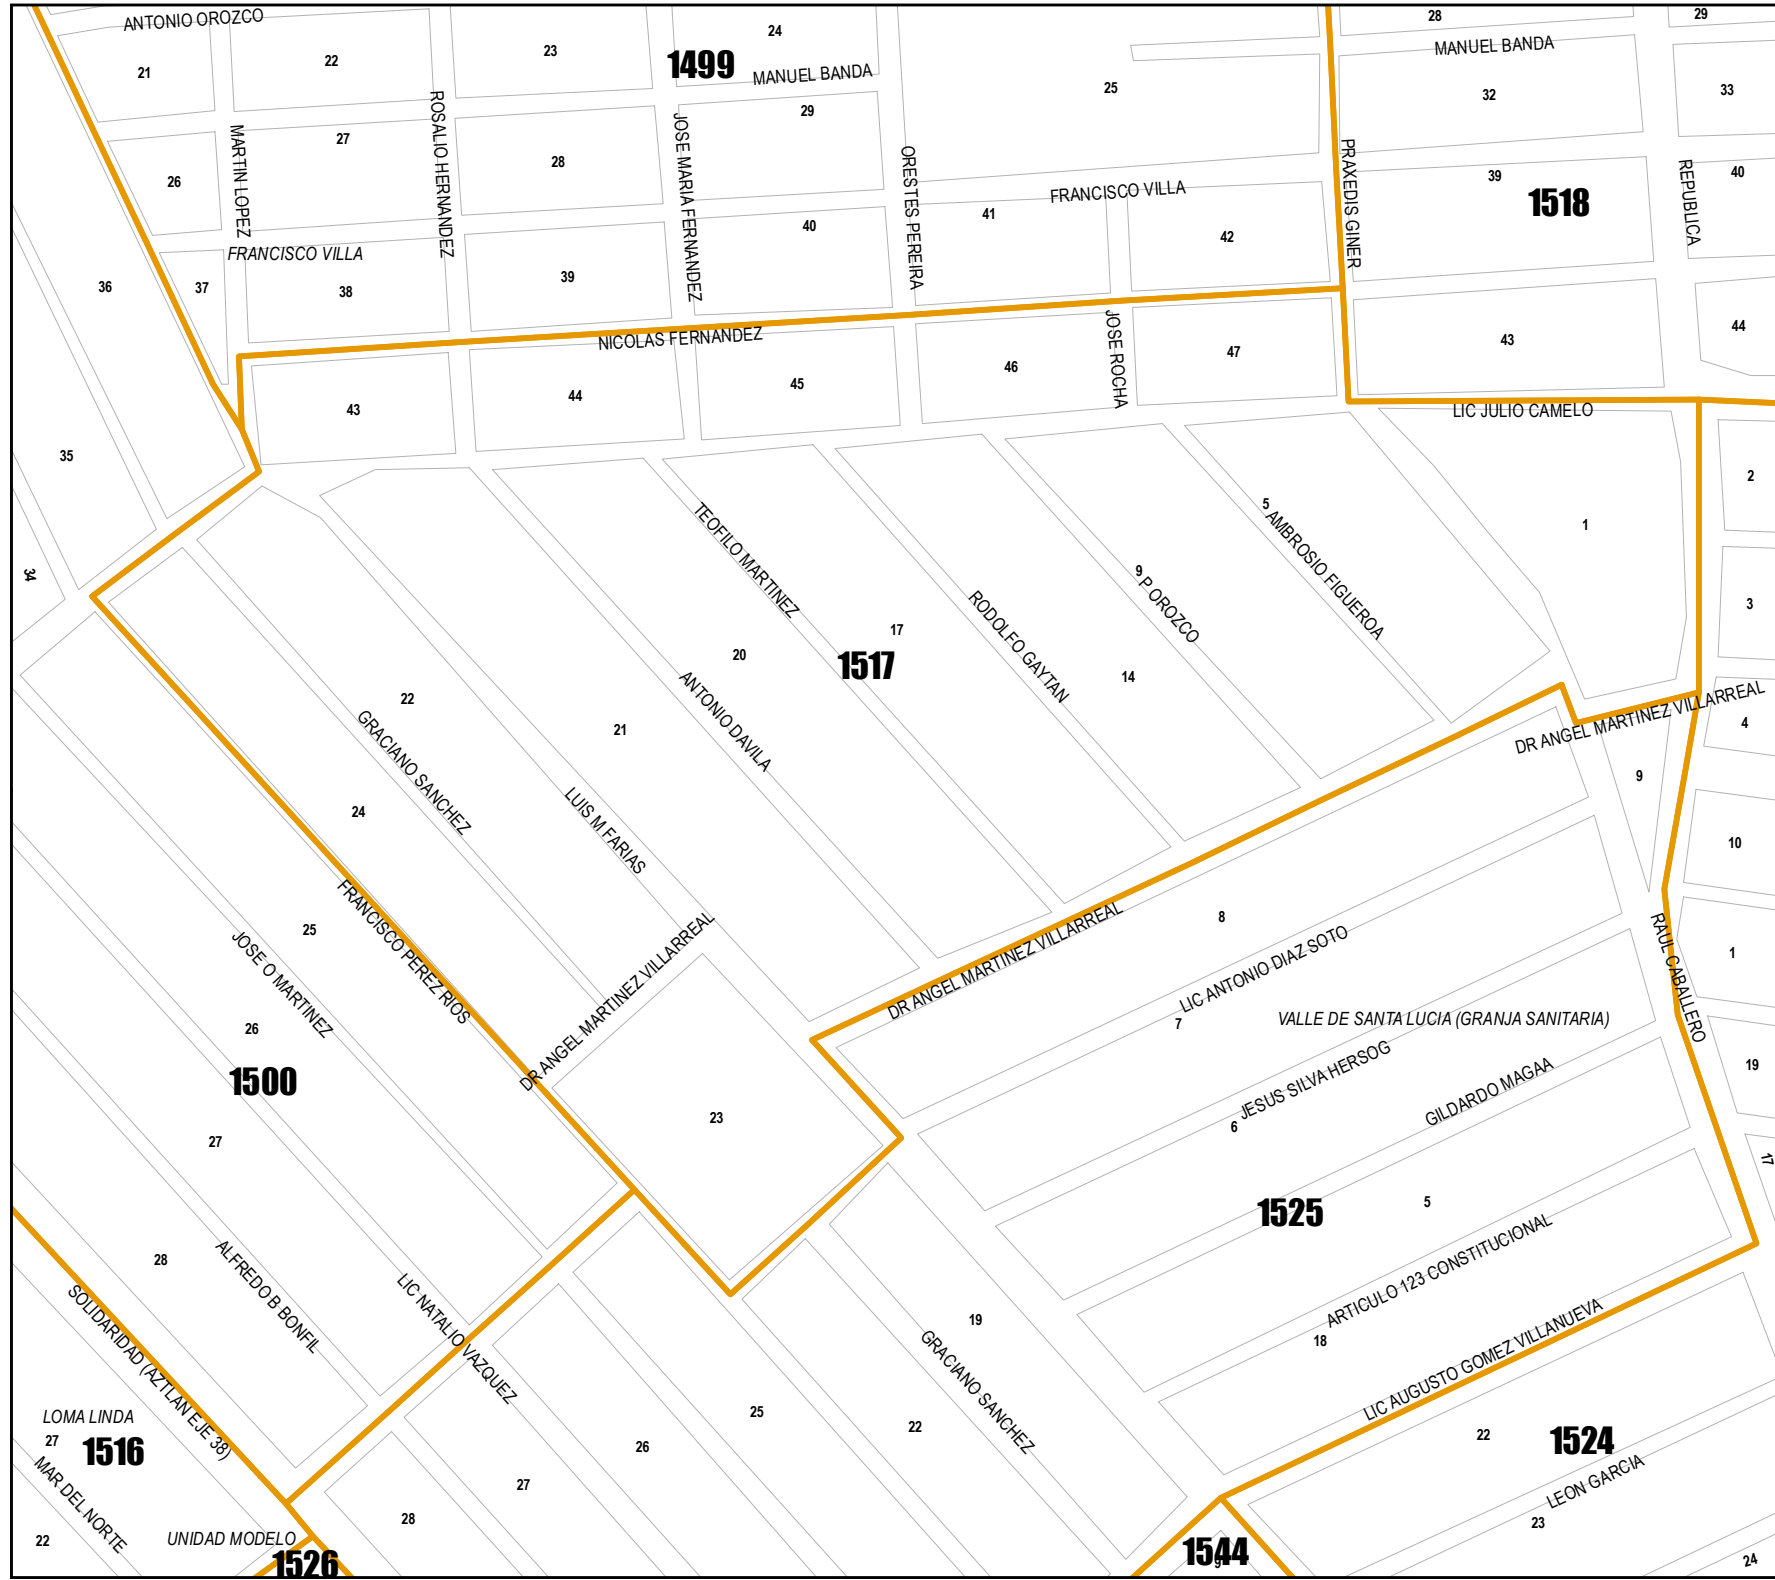 ANTONIO OROZCO
28
29
21
22
23
24
1499
MANUEL BANDA
MANUEL BANDA
25
32
33
ROSALIO HERNANDEZ
29
JOSE MARIA FERNANDEZ
MARTIN LOPEZ
27
28
26
ORESTES PEREIRA
PRAXEDIS GINER
REPUBLICA
39
40
1518
FRANCISCO VILLA
41
40
42
FRANCISCO VILLA
36
37
38
39
NICOLAS FERNANDEZ
JOSE ROCHA
43
44
46
47
45
44
43
LIC JULIO CAMELO
35
2
1
5
AMBROSIO FIGUEROA
TEOFILO MARTINEZ
34
9
P OROZCO
RODOLFO GAYTAN
3
17
20
1517
14
ANTONIO DAVILA
22
GRACIANO SANCHEZ
21
DR ANGEL MARTINEZ VILLARREAL
4
9
24
LUIS M FARIAS
10
FRANCISCO PEREZ RIOS
25
JOSE O MARTINEZ
DR ANGEL MARTINEZ VILLARREAL
DR ANGEL MARTINEZ VILLARREAL
8
LIC ANTONIO DIAZ SOTO
RAUL CABALLERO
1
26
7
VALLE DE SANTA LUCIA (GRANJA SANITARIA)
1500
JESUS SILVA HERSOG
GILDARDO MAGAA
19
23
6
27
17
1525
5
28
ALFREDO B BONFIL
LIC NATALIO VAZQUEZ
SOLIDARIDAD (AZTLAN EJE 38)
19
GRACIANO SANCHEZ
ARTICULO 123 CONSTITUCIONAL
18
LIC AUGUSTO GOMEZ VILLANUEVA
LOMA LINDA
27
1516
MAR DEL NORTE
25
22
26
22
1524
LEON GARCIA
27
28
23
22
UNIDAD MODELO
1526
1544
9
24